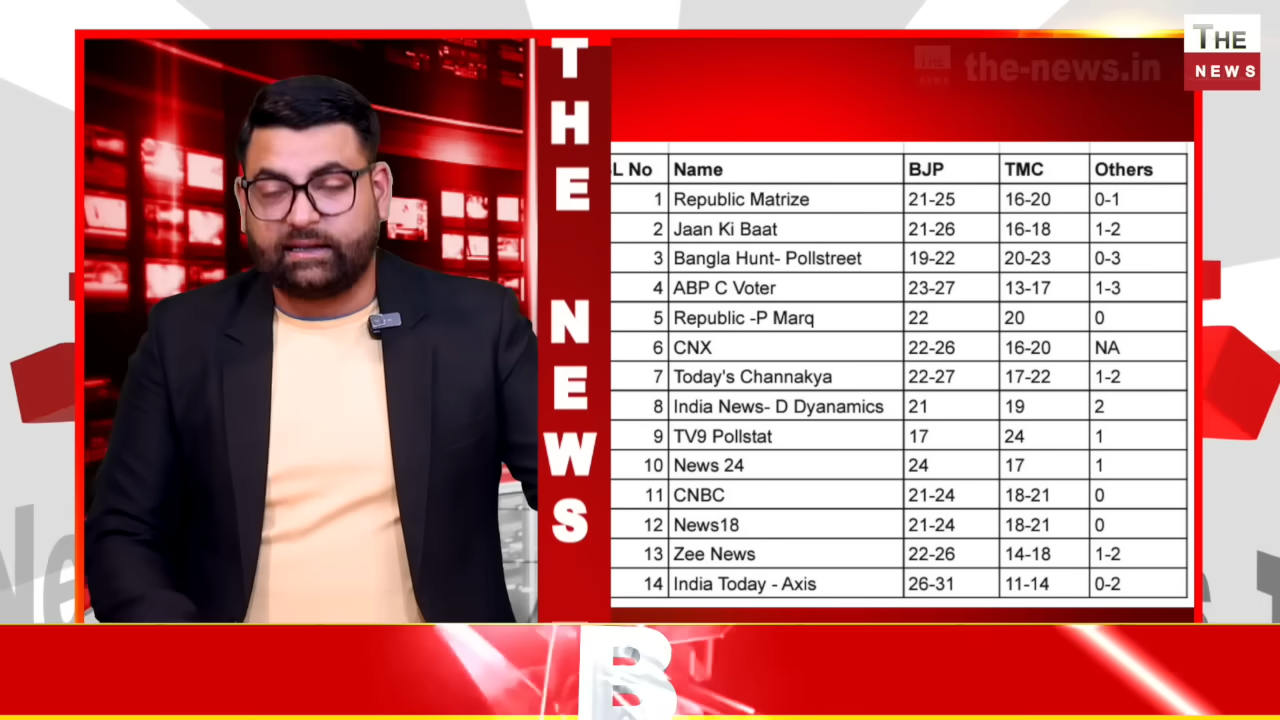 THE
NEWS
the-news.in
THE
NEWS
THE NEWS
L No Name BJP TMC Others
1 Republic Matrize 21-25 16-20 0-1
2 Jaan Ki Baat 21-26 16-18 1-2
3 Bangla Hunt- Pollstreet 19-22 20-23 0-3
4 ABP C Voter 23-27 13-17 1-3
5 Republic -P Marq 22 20 0
6 CNX 22-26 16-20 NA
7 Today's Channakya 22-27 17-22 1-2
8 India News- D Dyanamics 21 19 2
9 TV9 Pollstat 17 24 1
10 News 24 24 17 1
11 CNBC 21-24 18-21 0
12 News18 21-24 18-21 0
13 Zee News 22-26 14-18 1-2
14 India Today - Axis 26-31 11-14 0-2
B